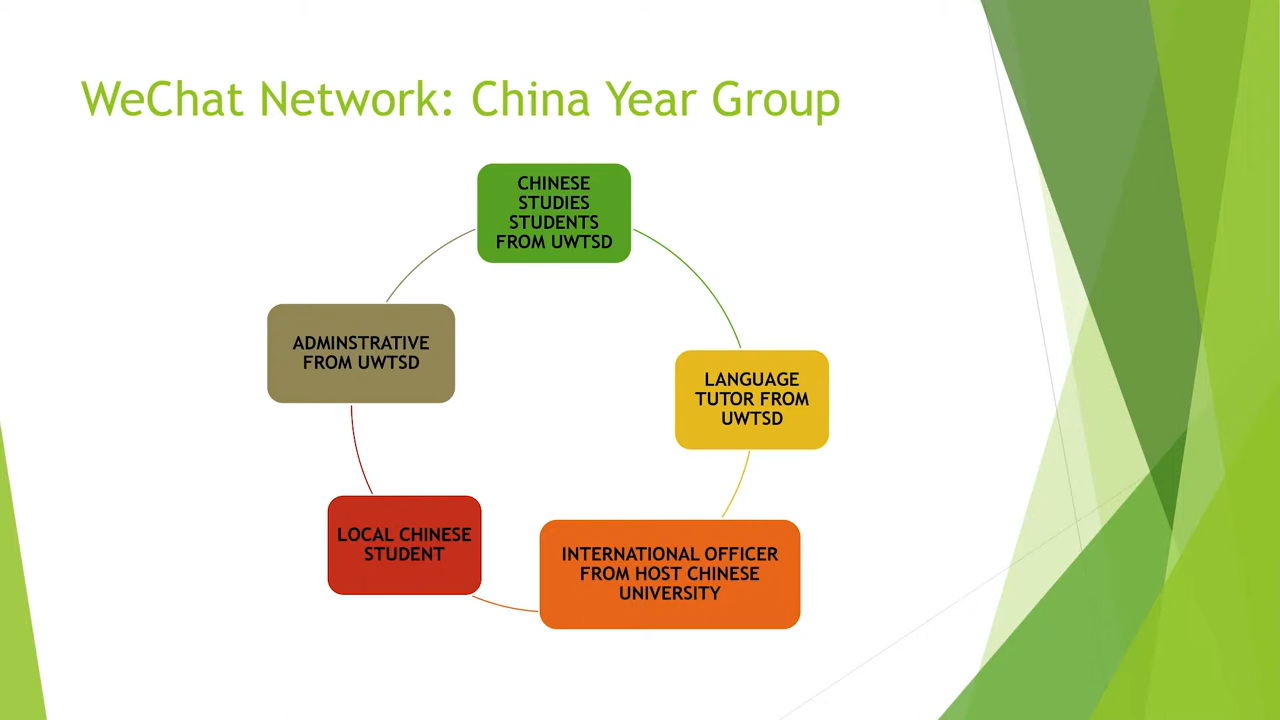 WeChat Network: China Year Group
CHINESE
STUDIES
STUDENTS
FROM UWTSD
LANGUAGE
TUTOR FROM
UWTSD
INTERNATIONAL OFFICER
FROM HOST CHINESE
UNIVERSITY
LOCAL CHINESE
STUDENT
ADMINSTRATIVE
FROM UWTSD